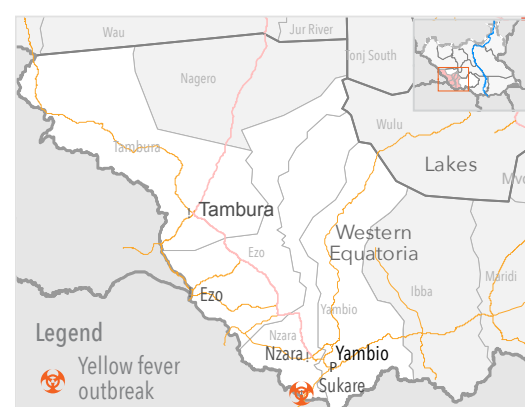 Wau
Jur River
Tonj South
Nagero
Wulu
Tambura
Lakes
Tambura
Western
Equatoria
Ezo
Maridi
Ibba
Ezo
Yambio
Nzara
Legend
Nzara
Yambio
P
Sukare
Yellow fever
outbreak